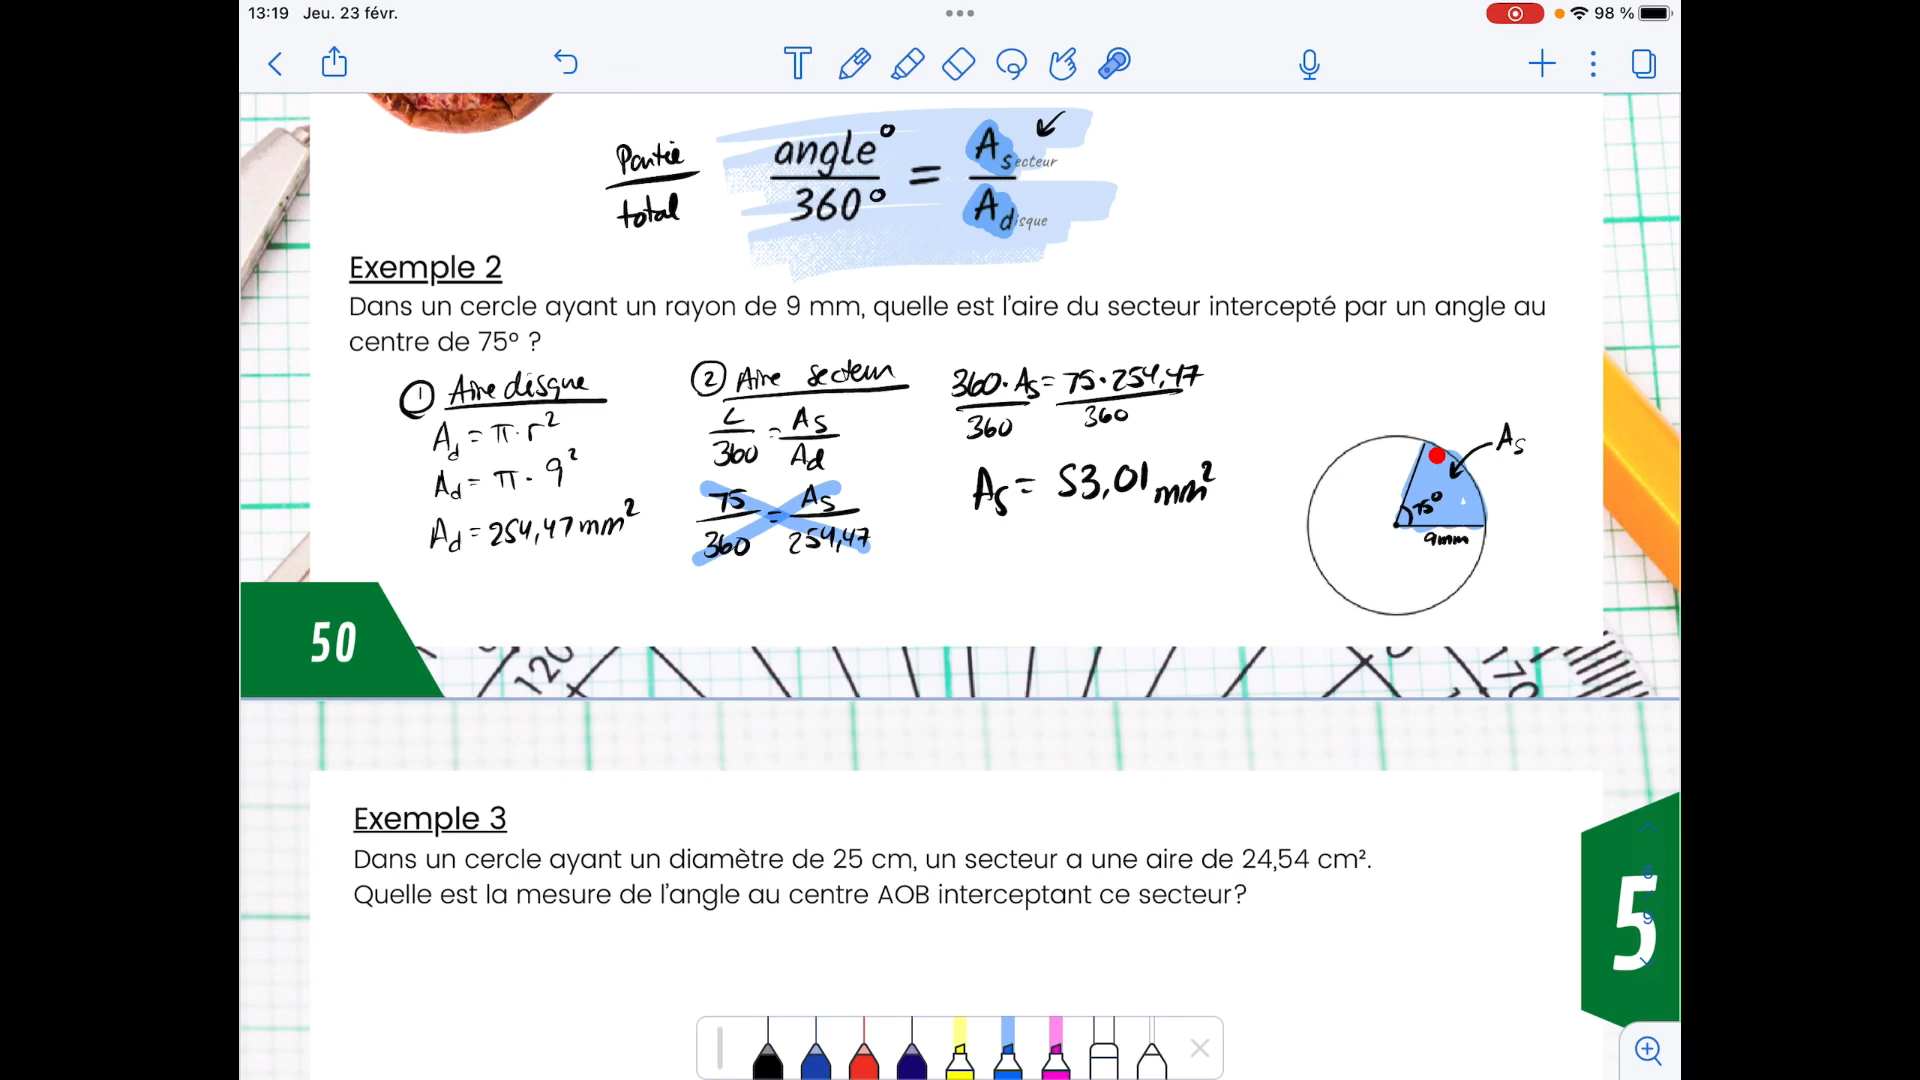 13:19 Jeu. 23 févr.
98 %
Partie
total
angle°
360°
=
A secteur
A disque
Exemple 2
Dans un cercle ayant un rayon de 9 mm, quelle est l'aire du secteur intercepté par un angle au
centre de 75° ?
① Aire disque
A_d = π · r²
A_d = π · 9²
A_d = 254,47 mm²
② Aire secteur
∠/360 = As/Ad
75/360 = As/254,47
360 · As = 75 · 254,47
360 360
As = 53,01 mm²
As
75°
9mm
50
120
170
Exemple 3
Dans un cercle ayant un diamètre de 25 cm, un secteur a une aire de 24,54 cm².
Quelle est la mesure de l'angle au centre AOB interceptant ce secteur?
5